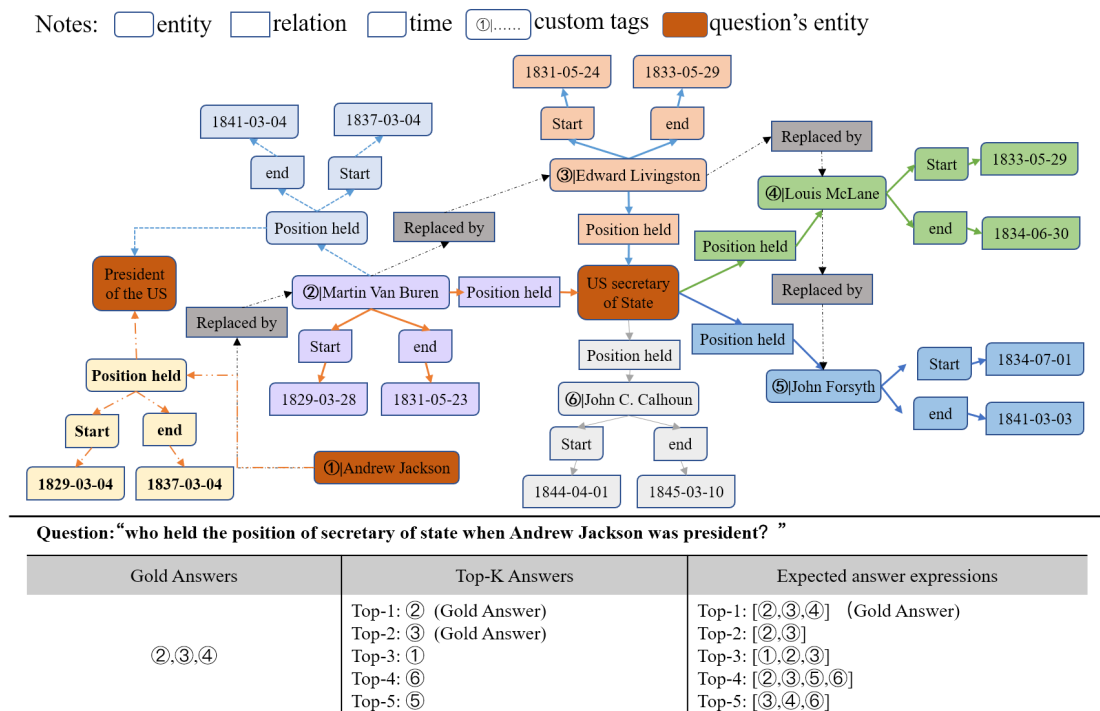 Notes: entity relation time ①|...... custom tags question's entity
1831-05-24 1833-05-29
1841-03-04 1837-03-04
Start end
Replaced by
end Start
③|Edward Livingston
Start 1833-05-29
④|Louis McLane
Position held
Replaced by
Position held
Position held
end 1834-06-30
President
of the US
②|Martin Van Buren
Position held
US secretary
of State
Replaced by
Replaced by
Position held
Start end
Position held
Start 1834-07-01
Position held
⑤|John Forsyth
1829-03-28 1831-05-23
⑥|John C. Calhoun
end 1841-03-03
Start end
Start end
①|Andrew Jackson
1829-03-04 1837-03-04
1844-04-01 1845-03-10
Question:“who held the position of secretary of state when Andrew Jackson was president? ”
Gold Answers Top-K Answers Expected answer expressions
②,③,④
Top-1: ② (Gold Answer)
Top-2: ③ (Gold Answer)
Top-3: ①
Top-4: ⑥
Top-5: ⑤
Top-1: [②,③,④] (Gold Answer)
Top-2: [②,③]
Top-3: [①,②,③]
Top-4: [②,③,⑤,⑥]
Top-5: [③,④,⑥]